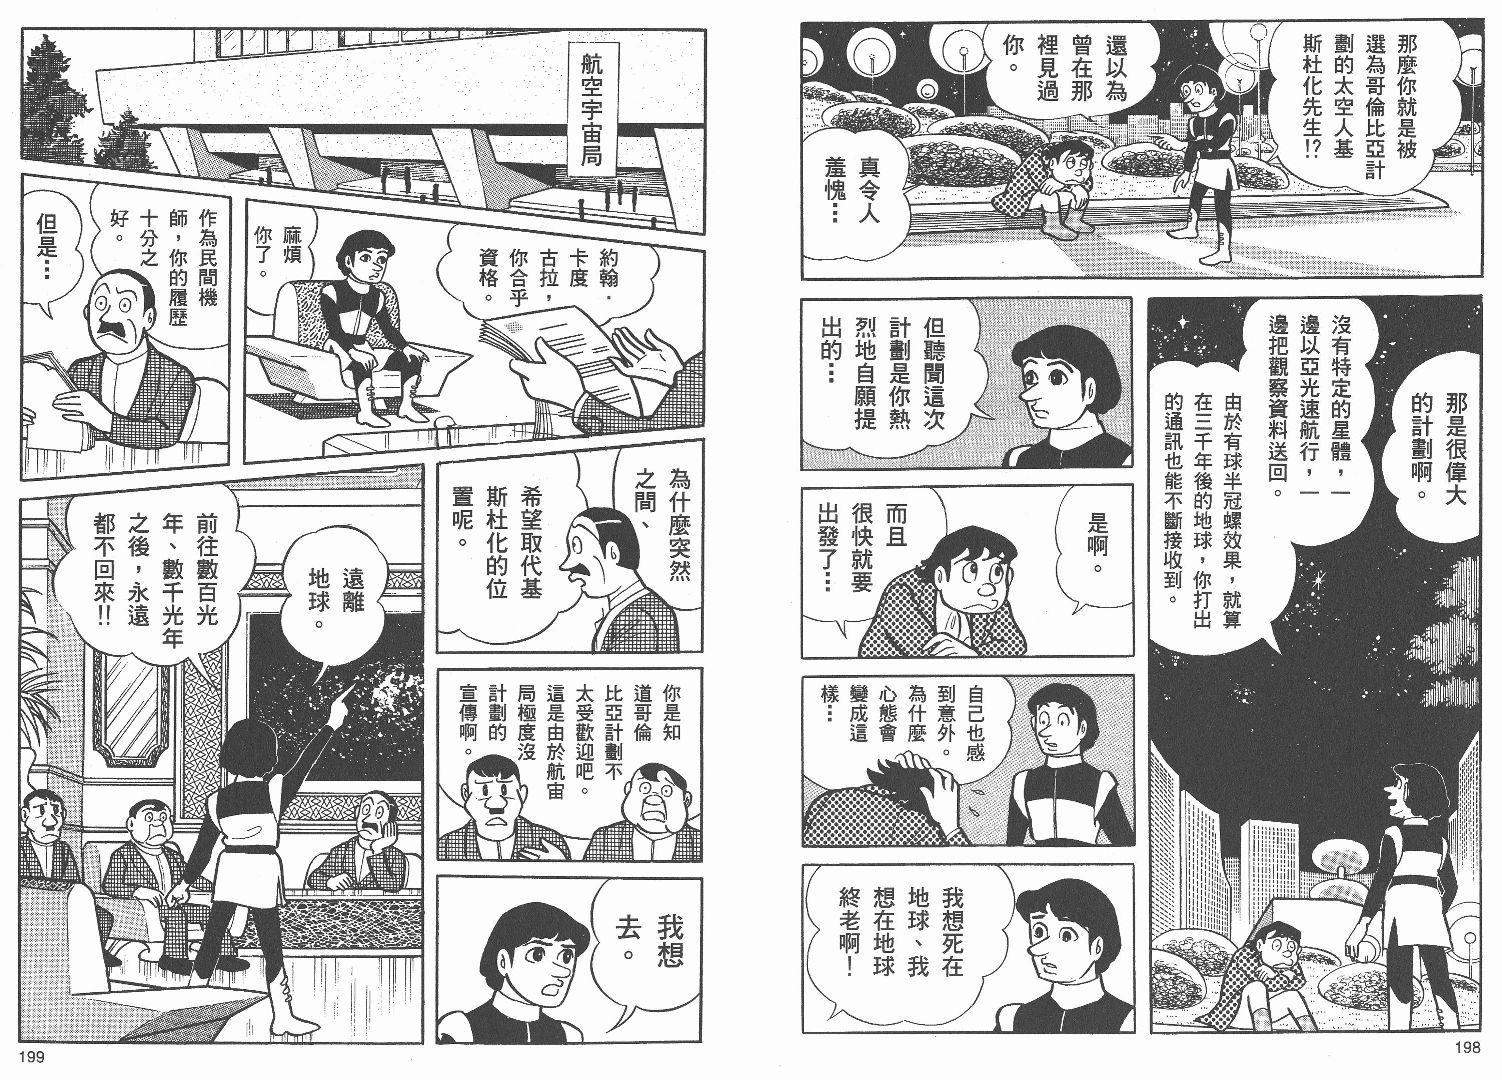 還以為
曾在那
裡見過
你。
那麼你就是被
選為哥倫比亞計
劃的太空人基
斯杜化先生!?
真令人
羞愧…
那是很偉大
的計劃啊。
沒有特定的星體，一
邊以亞光速航行，一
邊把觀察資料送回。
由於有球半冠螺效果，就算
在三千年後的地球，你打出
的通訊也能不斷接收到。
但聽聞這次
計劃是你熱
烈地自願提
出的…
是啊。
而且
很快就要
出發了…
自己也感
到意外。
為什麼
心態會
變成這
樣…
我想死在
地球、我
想在地球
終老啊！
198
航空宇宙局
約翰．
卡度
古拉，
你合乎
資格。
麻煩
你了。
作為民間機
師，你的履歷
十分之
好。
但是…
為什麼突然
之間、
希望取代基
斯杜化的位
置呢。
你是知
道哥倫
比亞計劃不
太受歡迎吧。
這是由於航宙
局極度沒
計劃的
宣傳啊。
我想
去。
遠離
地球。
前往數百光
年、數千光年
之後，永遠
都不回來!!
199